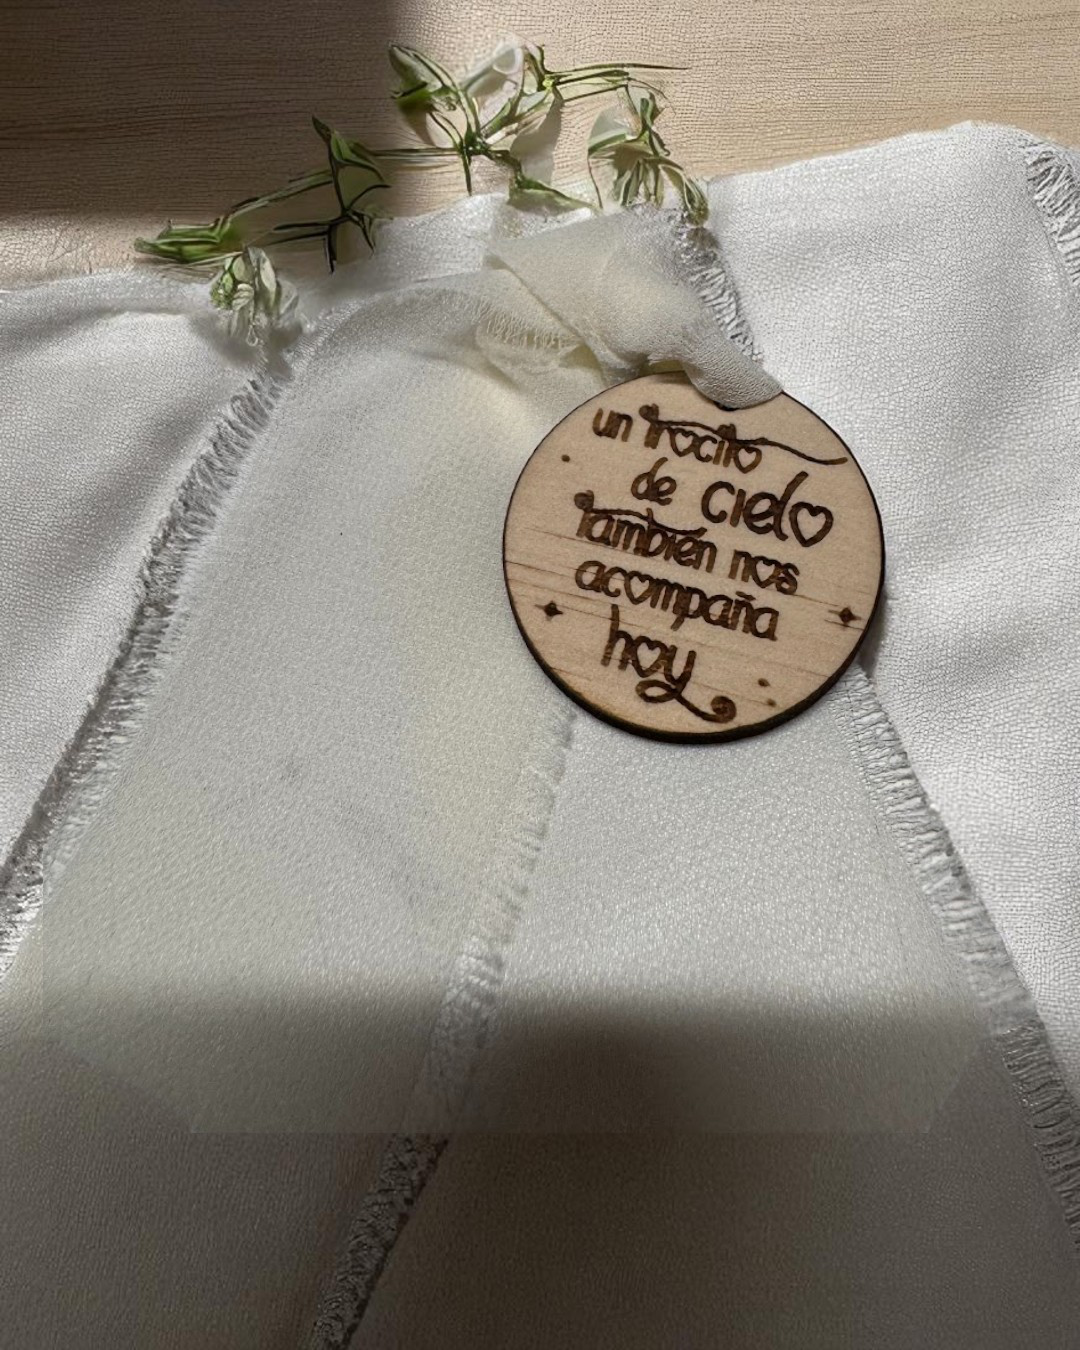 un trocito
de cielo
también nos
acompaña
hoy